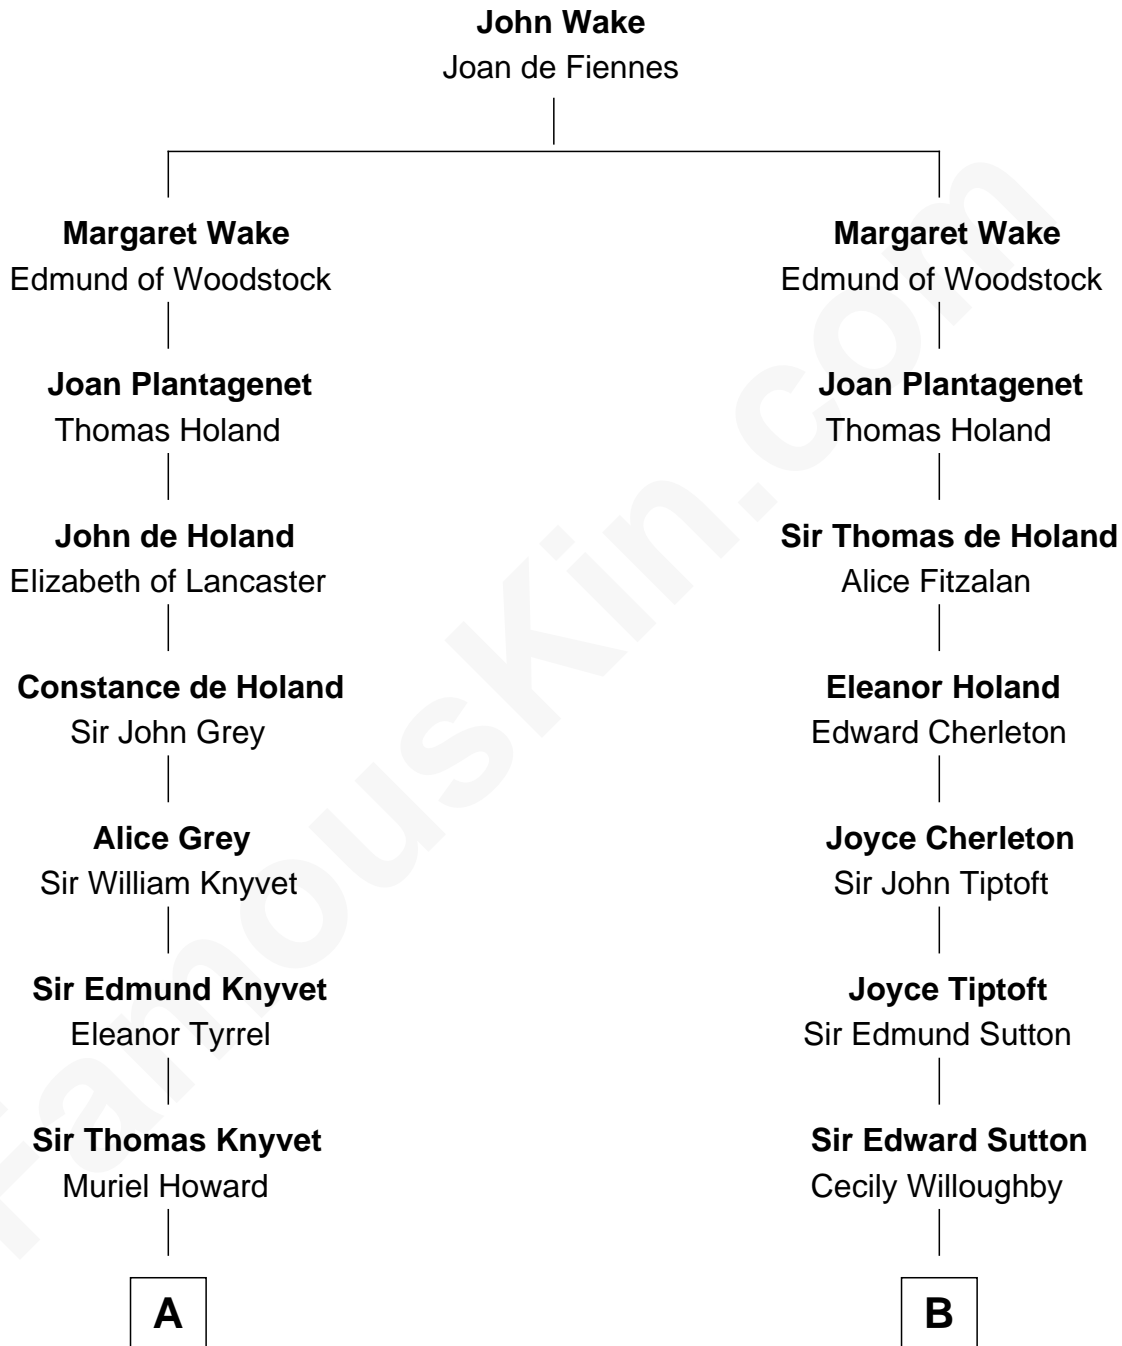 John Wake
Joan de Fiennes
Margaret Wake
Edmund of Woodstock
Margaret Wake
Edmund of Woodstock
Joan Plantagenet
Thomas Holand
Joan Plantagenet
Thomas Holand
John de Holand
Elizabeth of Lancaster
Sir Thomas de Holand
Alice Fitzalan
Constance de Holand
Sir John Grey
Eleanor Holand
Edward Cherleton
Alice Grey
Sir William Knyvet
Joyce Cherleton
Sir John Tiptoft
Sir Edmund Knyvet
Eleanor Tyrrel
Joyce Tiptoft
Sir Edmund Sutton
Sir Thomas Knyvet
Muriel Howard
Sir Edward Sutton
Cecily Willoughby
A
B
FamousKin.com